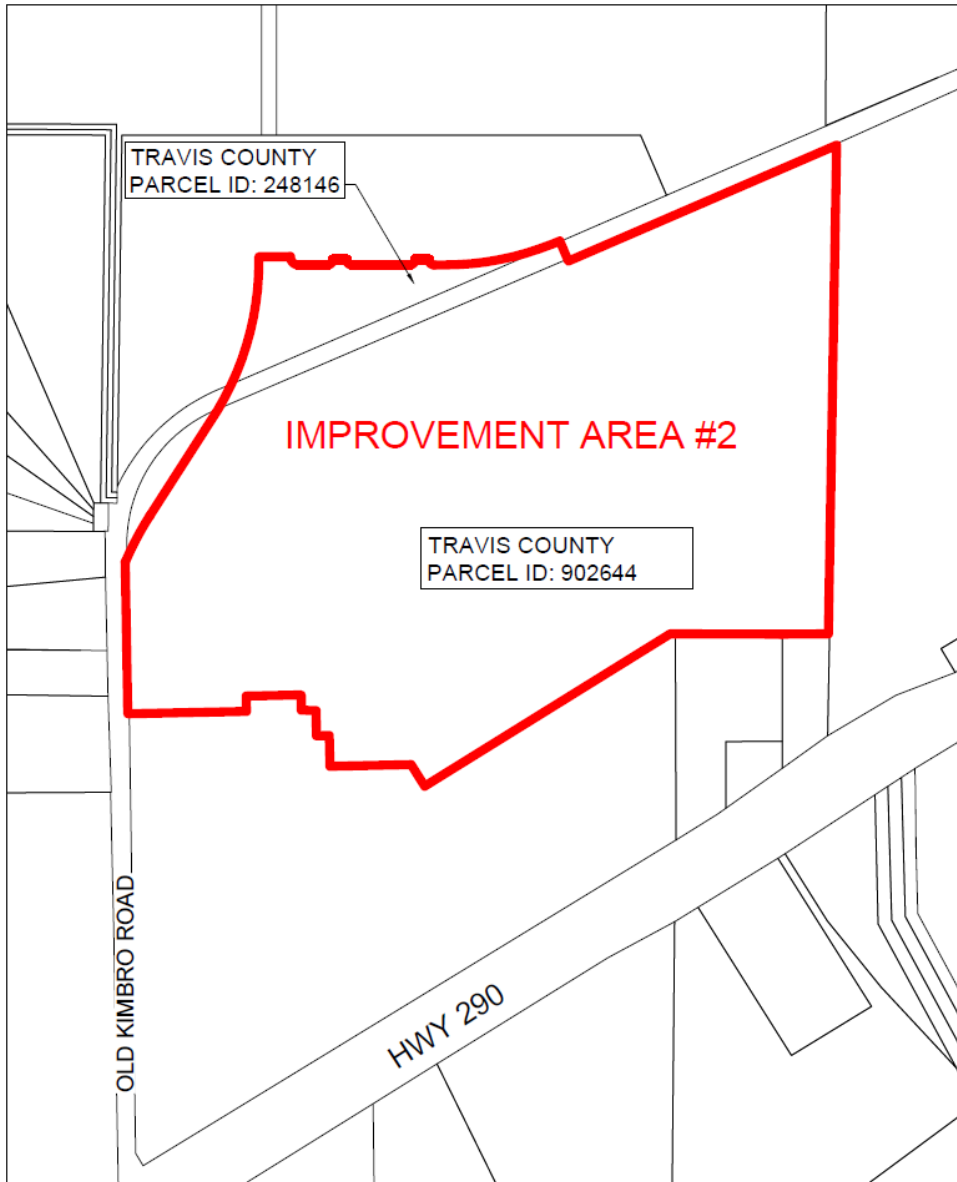 TRAVIS COUNTY
PARCEL ID: 248146
IMPROVEMENT AREA #2
TRAVIS COUNTY
PARCEL ID: 902644
OLD KIMBRO ROAD
HWY 290